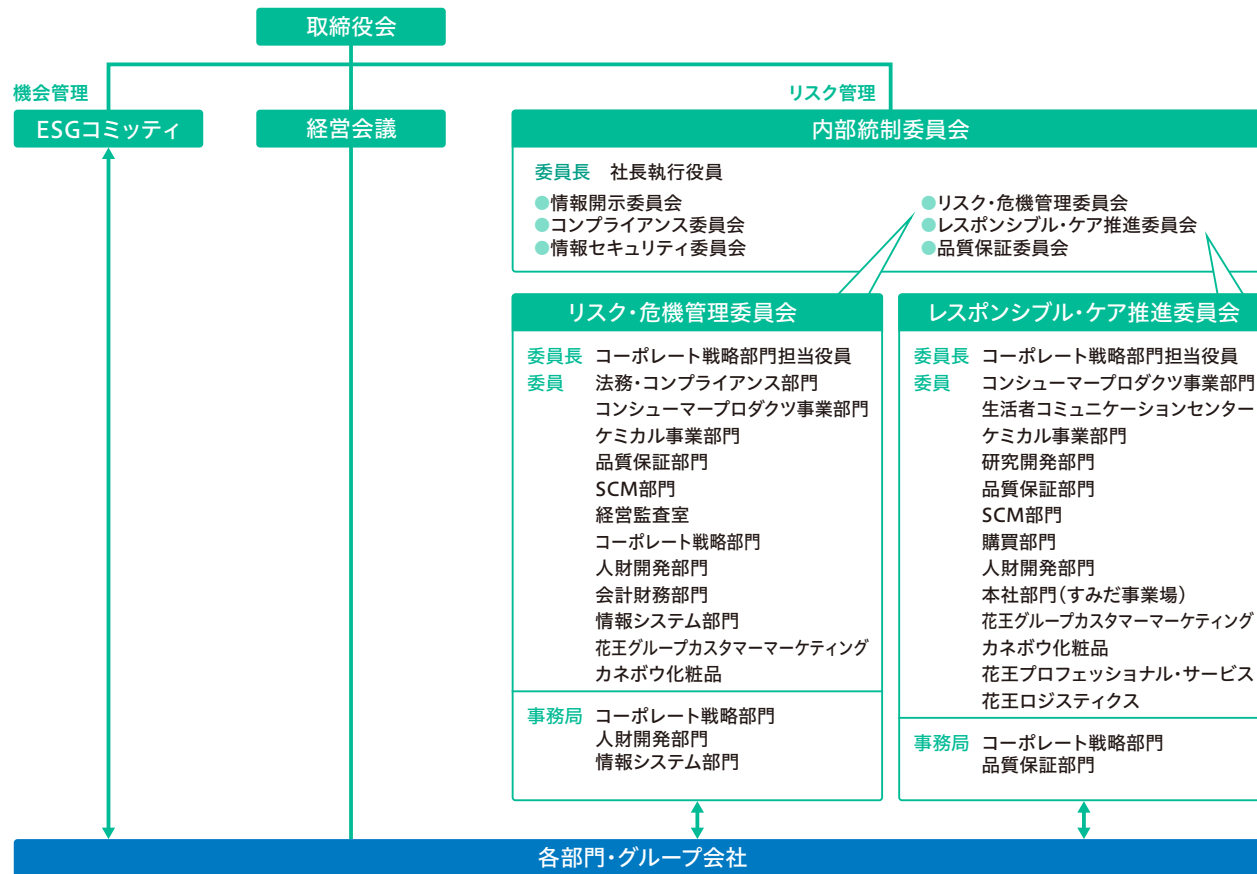 取締役会
機会管理
リスク管理
ESGコミッティ
経営会議
内部統制委員会
委員長 社長執行役員
●情報開示委員会
●コンプライアンス委員会
●情報セキュリティ委員会
●リスク・危機管理委員会
●レスポンシブル・ケア推進委員会
●品質保証委員会
リスク・危機管理委員会
委員長 コーポレート戦略部門担当役員
委員 法務・コンプライアンス部門
コンシューマープロダクツ事業部門
ケミカル事業部門
品質保証部門
SCM部門
経営監査室
コーポレート戦略部門
人財開発部門
会計財務部門
情報システム部門
花王グループカスタマーマーケティング
カネボウ化粧品
事務局 コーポレート戦略部門
人財開発部門
情報システム部門
レスポンシブル・ケア推進委員会
委員長 コーポレート戦略部門担当役員
委員 コンシューマープロダクツ事業部門
生活者コミュニケーションセンター
ケミカル事業部門
研究開発部門
品質保証部門
SCM部門
購買部門
人財開発部門
本社部門(すみだ事業場)
花王グループカスタマーマーケティング
カネボウ化粧品
花王プロフェッショナル・サービス
花王ロジスティクス
事務局 コーポレート戦略部門
品質保証部門
各部門・グループ会社